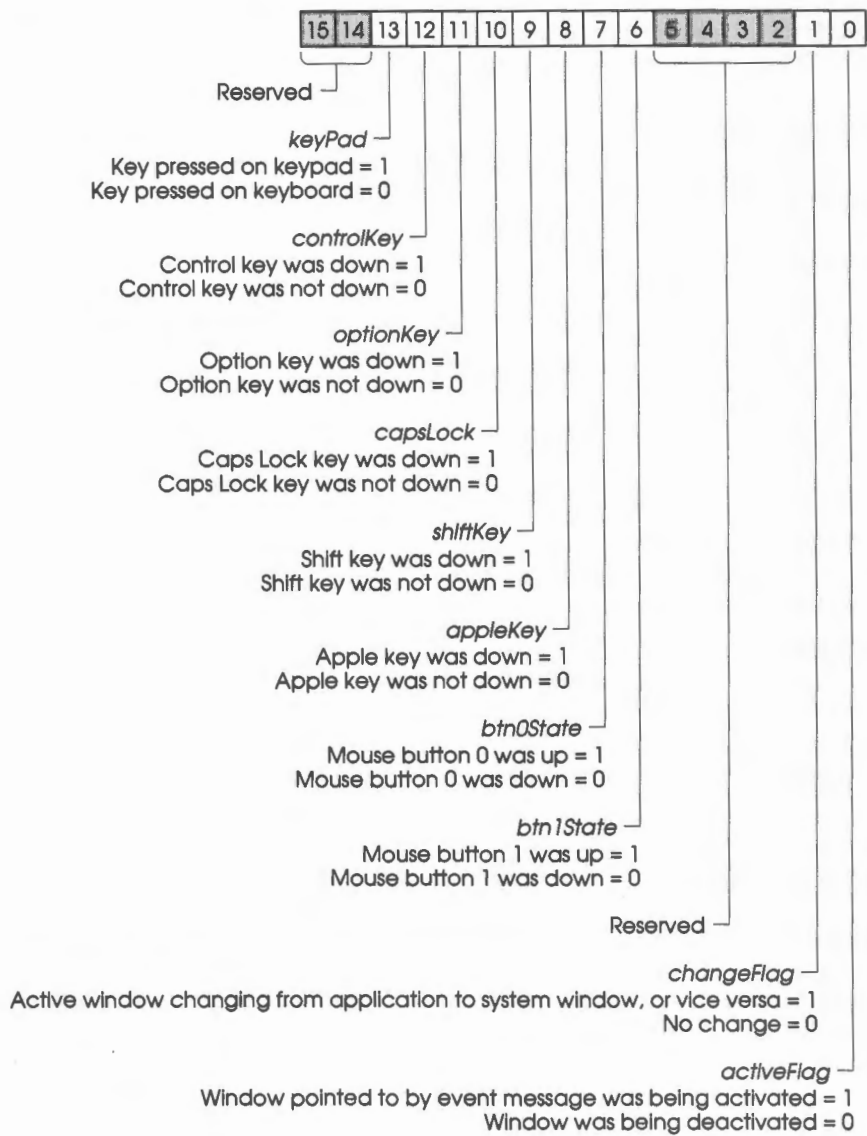 15 14 13 12 11 10 9 8 7 6 5 4 3 2 1 0
Reserved
keyPad
Key pressed on keypad = 1
Key pressed on keyboard = 0
controlKey
Control key was down = 1
Control key was not down = 0
optionKey
Option key was down = 1
Option key was not down = 0
capsLock
Caps Lock key was down = 1
Caps Lock key was not down = 0
shiftKey
Shift key was down = 1
Shift key was not down = 0
appleKey
Apple key was down = 1
Apple key was not down = 0
btn0State
Mouse button 0 was up = 1
Mouse button 0 was down = 0
btn1State
Mouse button 1 was up = 1
Mouse button 1 was down = 0
Reserved
changeFlag
Active window changing from application to system window, or vice versa = 1
No change = 0
activeFlag
Window pointed to by event message was being activated = 1
Window was being deactivated = 0